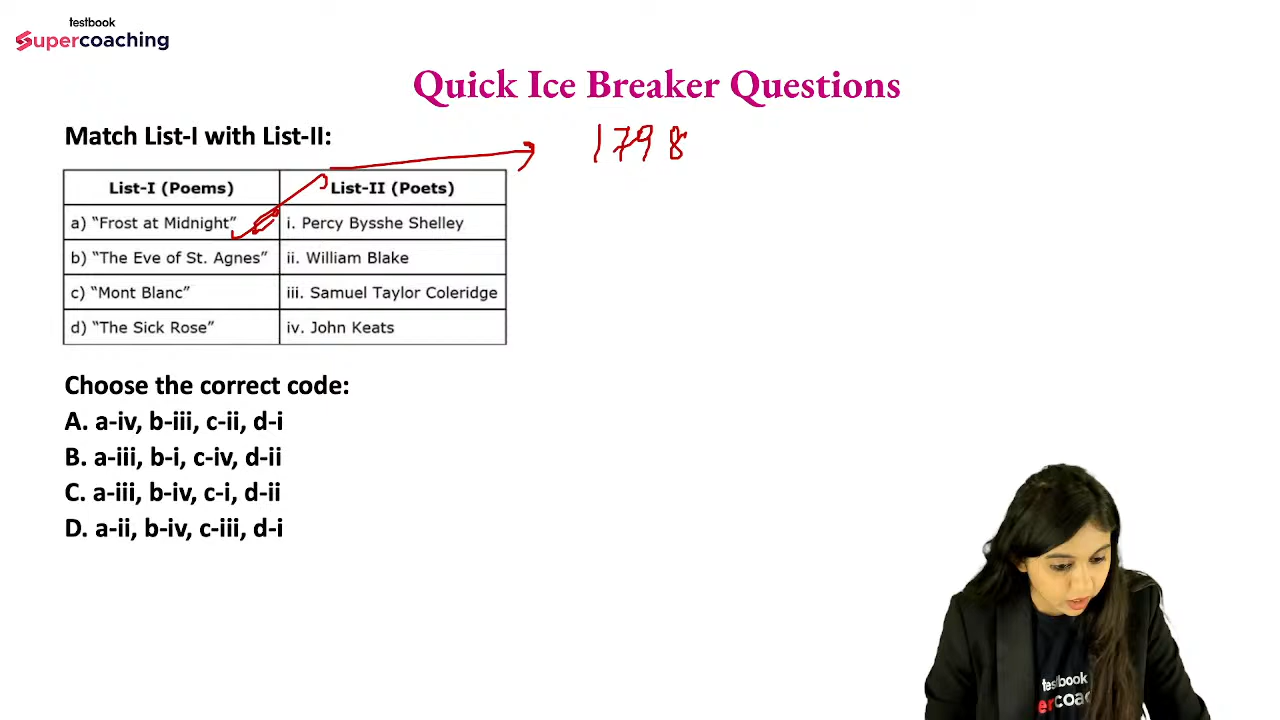 testbook
Supercoaching
Quick Ice Breaker Questions
Match List-I with List-II:
1798
List-I (Poems) List-II (Poets)
a) “Frost at Midnight” i. Percy Bysshe Shelley
b) “The Eve of St. Agnes” ii. William Blake
c) “Mont Blanc” iii. Samuel Taylor Coleridge
d) “The Sick Rose” iv. John Keats
Choose the correct code:
A. a-iv, b-iii, c-ii, d-i
B. a-iii, b-i, c-iv, d-ii
C. a-iii, b-iv, c-i, d-ii
D. a-ii, b-iv, c-iii, d-i